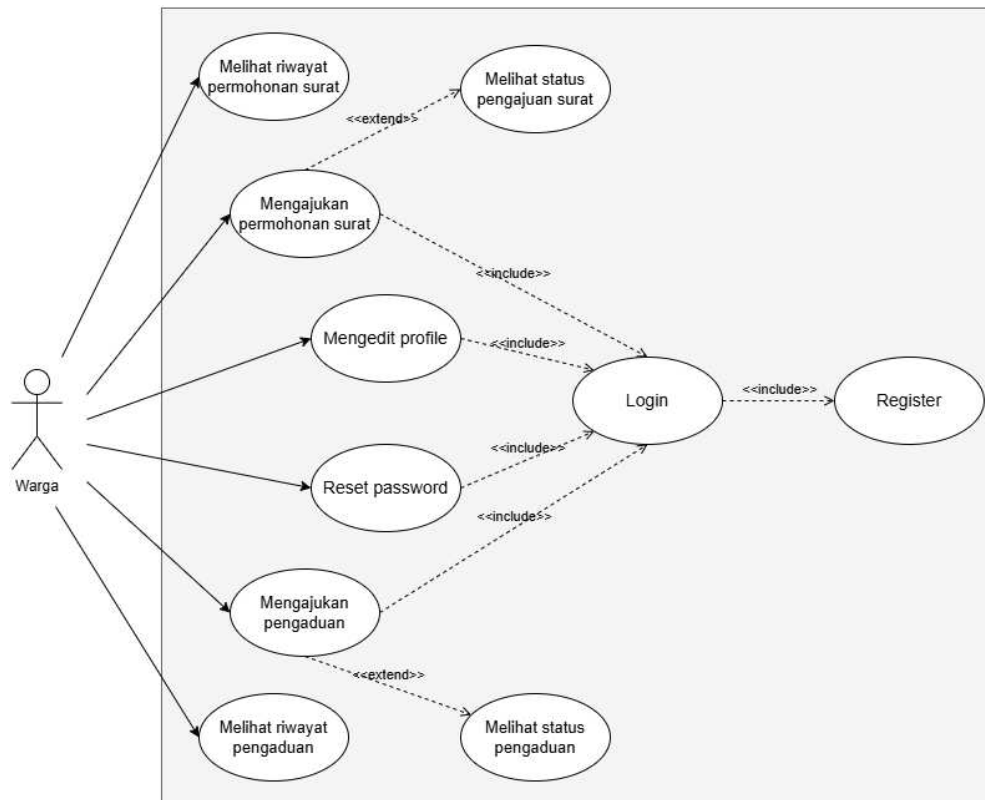 Melihat riwayat
permohonan surat
Melihat status
pengajuan surat
<<extend>>
Mengajukan
permohonan surat
<<include>>
Mengedit profile
<<include>>
Login
<<include>>
Register
Warga
<<include>>
Reset password
<<include>>
Mengajukan
pengaduan
<<extend>>
Melihat riwayat
pengaduan
Melihat status
pengaduan